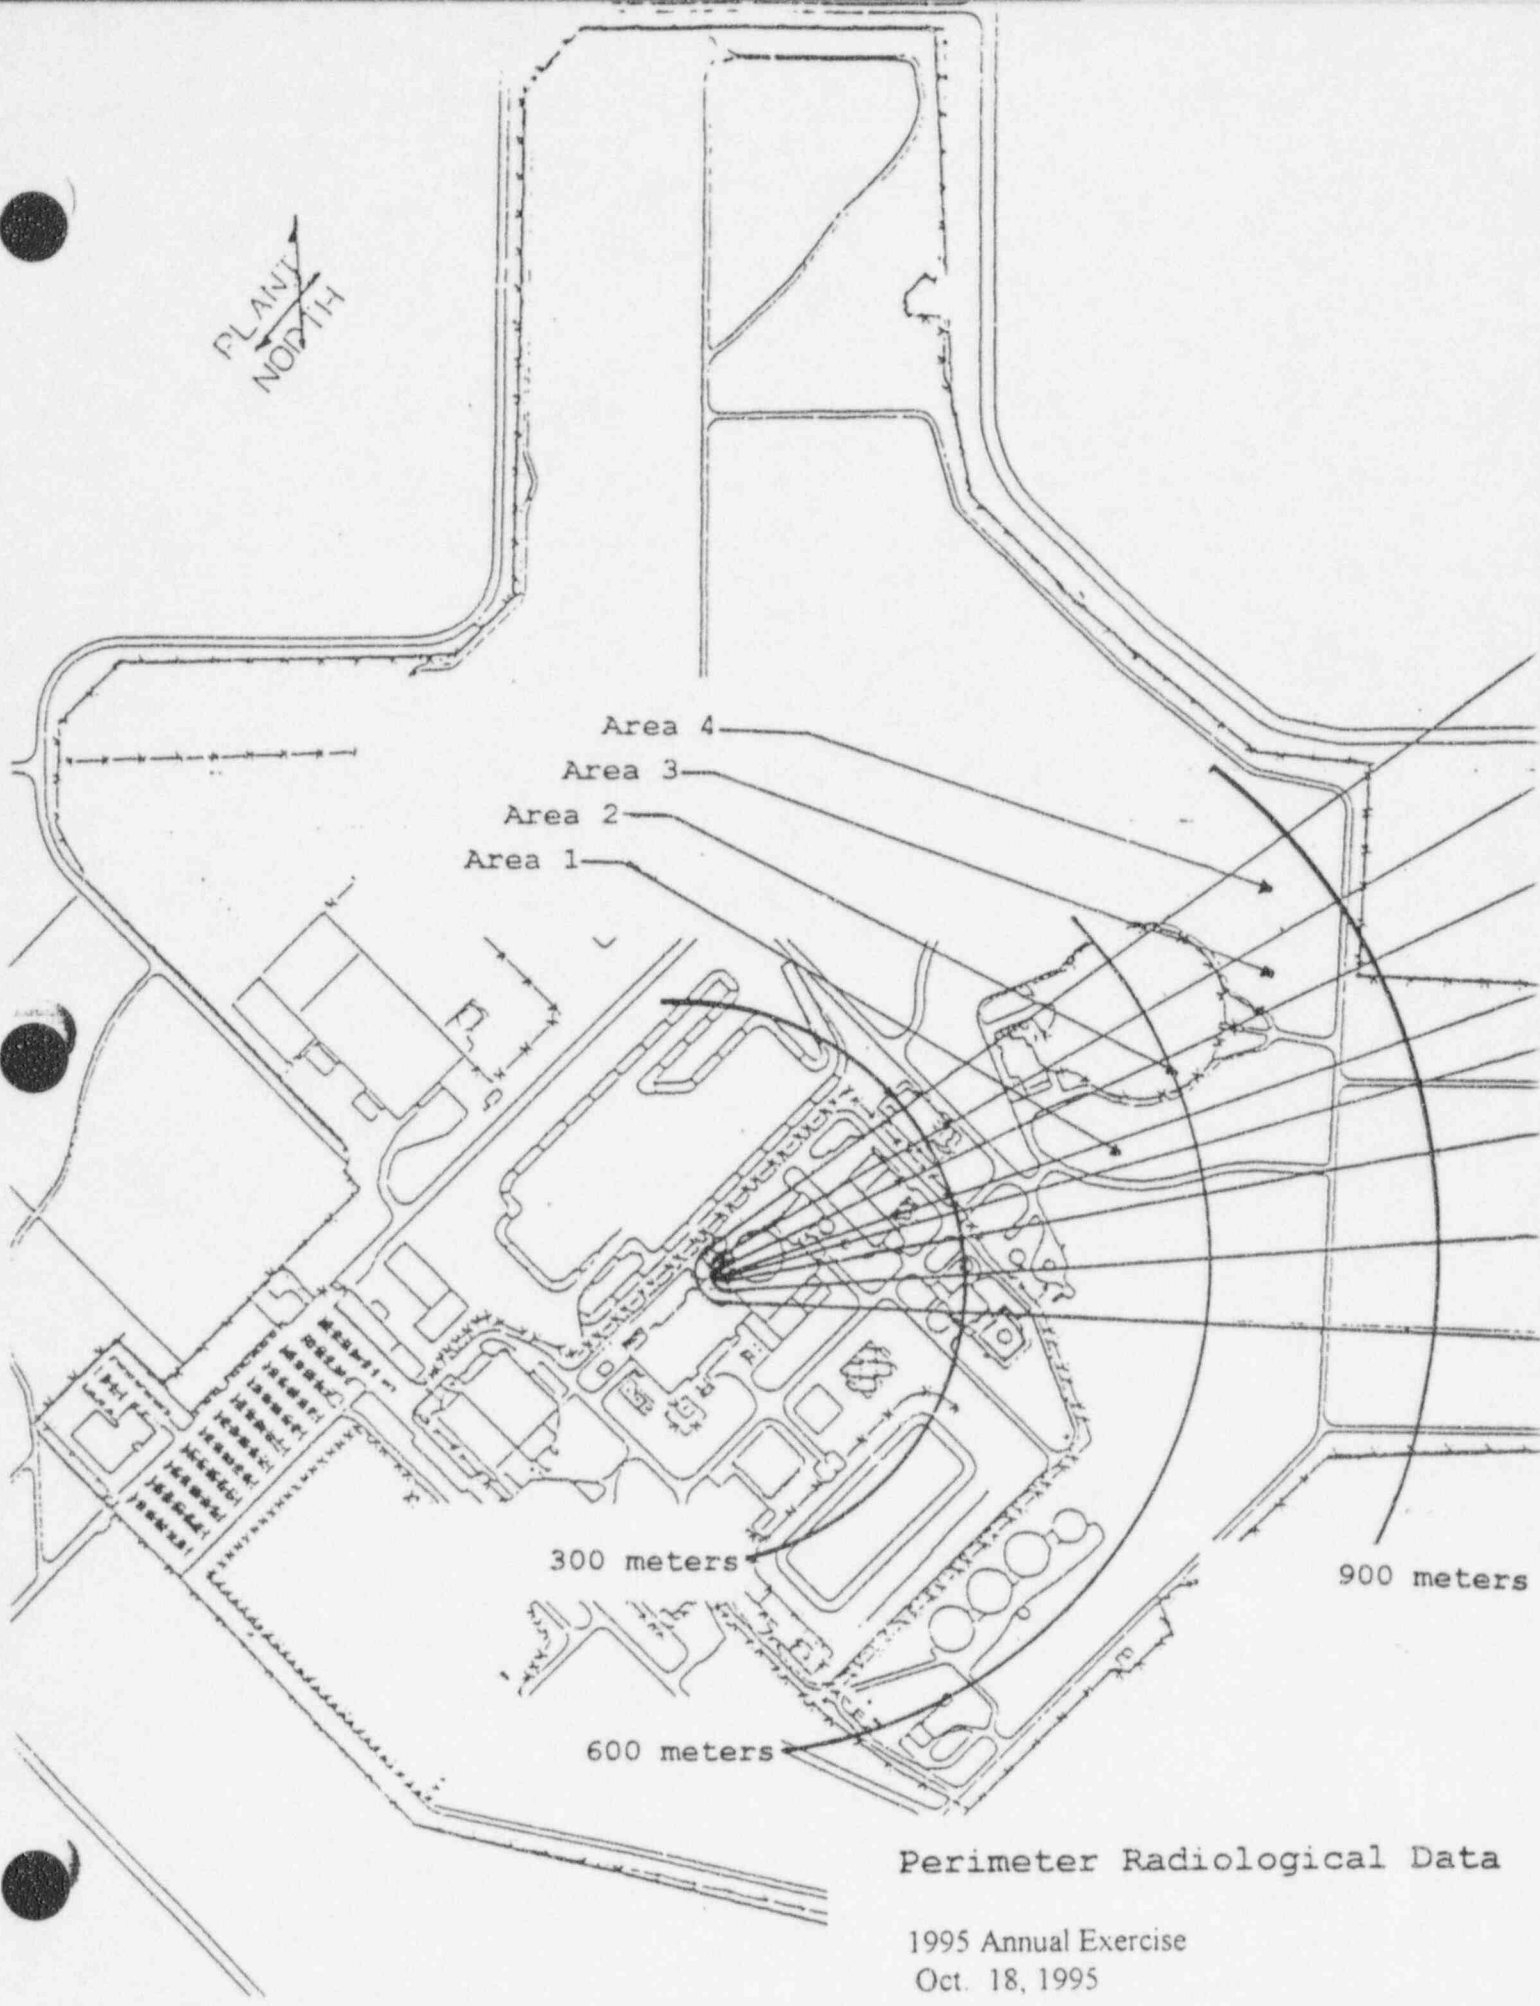 PLANT
NORTH
Area 4
Area 3
Area 2
Area 1
300 meters
900 meters
600 meters
Perimeter Radiological Data
1995 Annual Exercise
Oct. 18, 1995